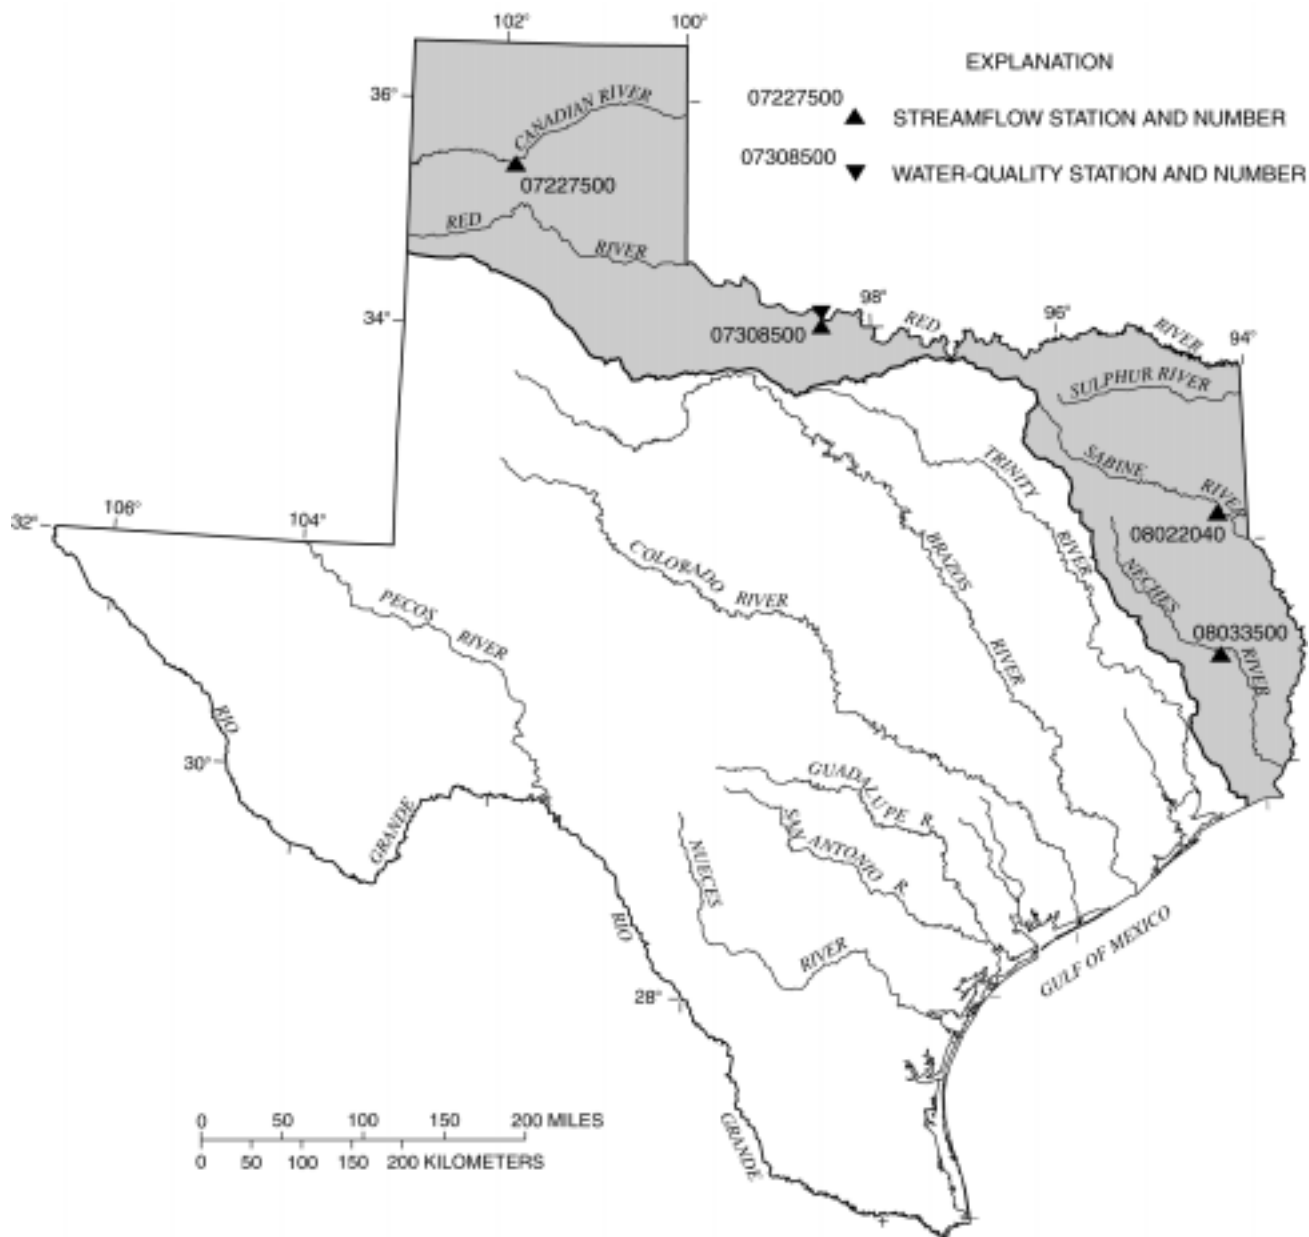 102°
100°
EXPLANATION
36°
CANADIAN RIVER
07227500
STREAMFLOW STATION AND NUMBER
07308500
WATER-QUALITY STATION AND NUMBER
07227500
RED
RIVER
34°
98°
07308500
RED
96°
RIVER
94°
SULPHUR RIVER
TRINITY
RIVER
SABINE
RIVER
32°
106°
104°
08022040
COLORADO
RIVER
BRAZOS
RIVER
NECHES
RIVER
PECOS
RIVER
08033500
RIO
30°
GRANDE
GUADALUPE R.
SAN ANTONIO R.
NUECES
RIVER
RIO
GULF OF MEXICO
28°
GRANDE
0 50 100 150 200 MILES
0 50 100 150 200 KILOMETERS